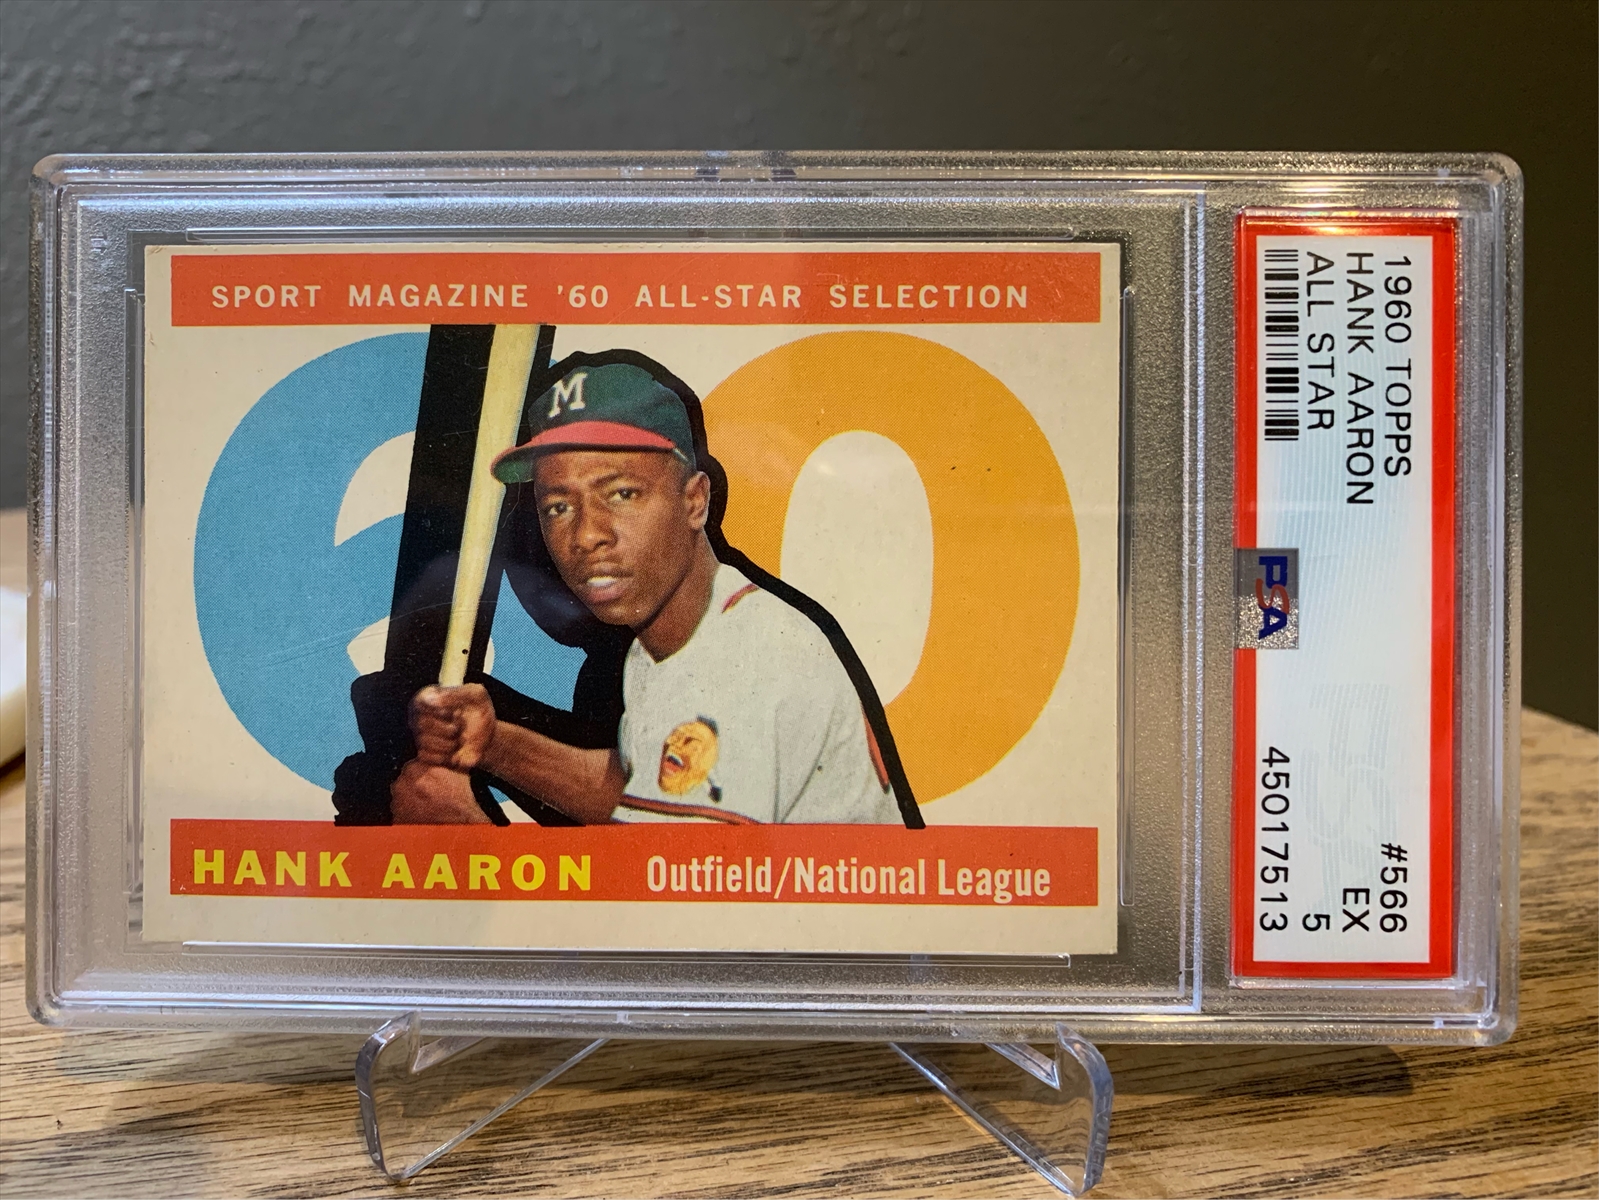 SPORT MAGAZINE '60 ALL-STAR SELECTION
60
M
HANK AARON Outfield/National League
1960 TOPPS #566
HANK AARON EX
ALL STAR 5
PSA 45017513